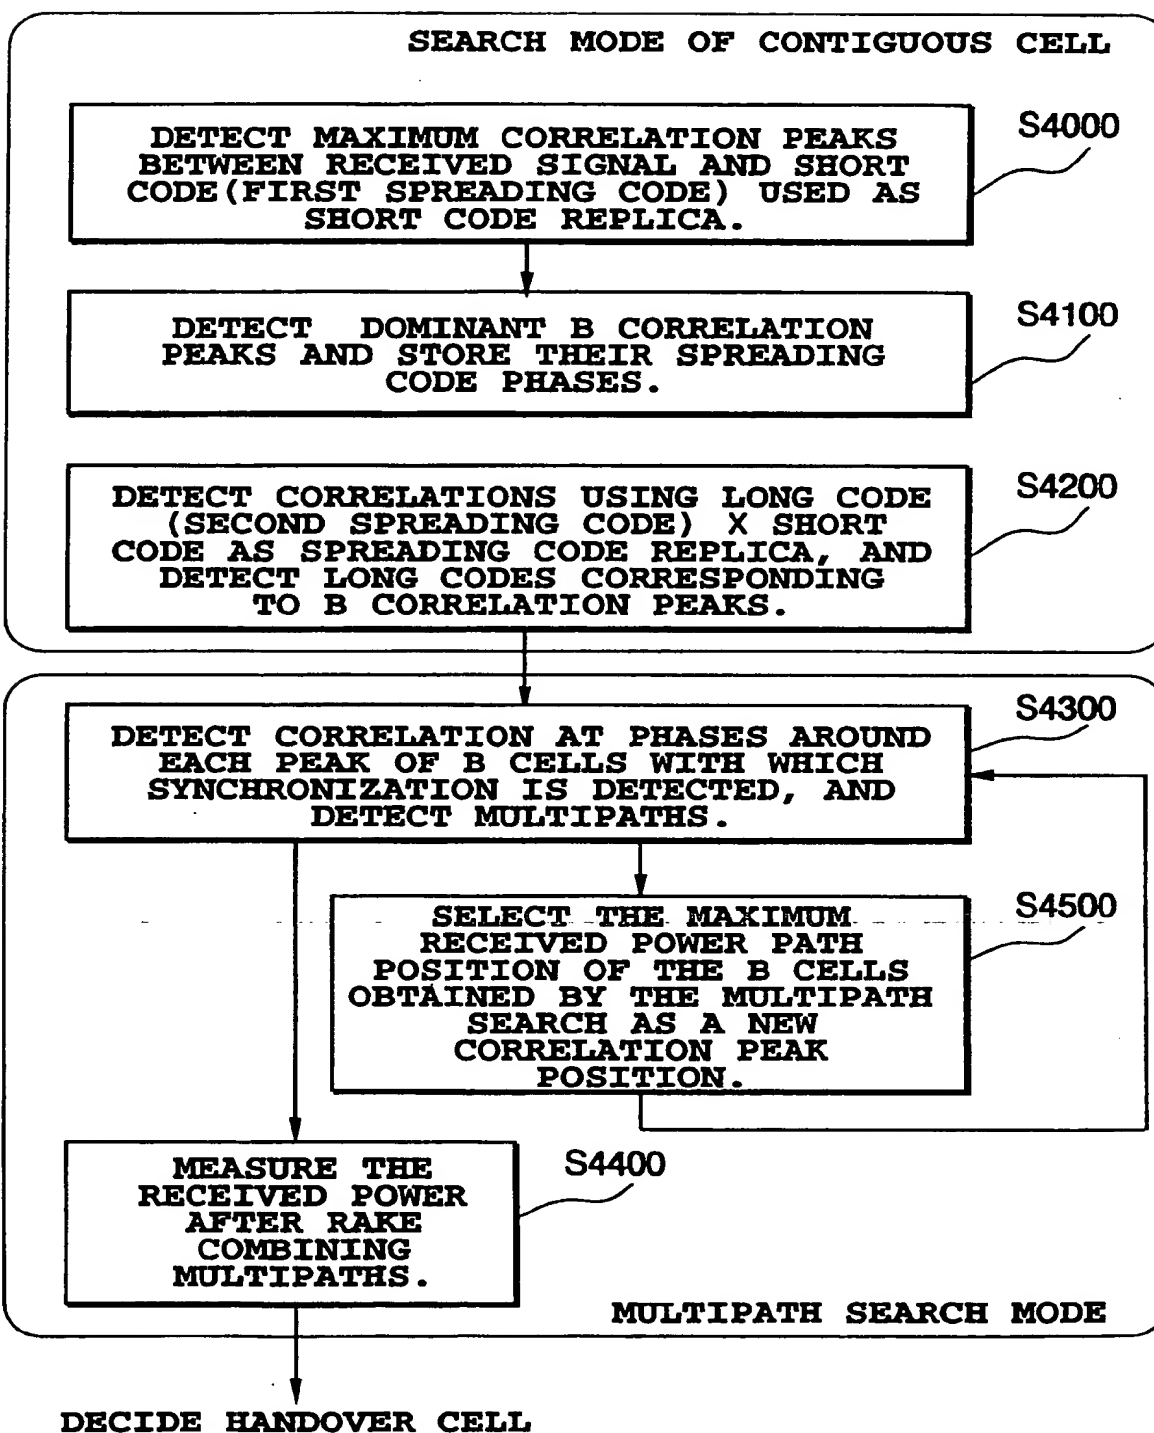 SEARCH MODE OF CONTIGUOUS CELL
S4000
DETECT MAXIMUM CORRELATION PEAKS
BETWEEN RECEIVED SIGNAL AND SHORT
CODE(FIRST SPREADING CODE) USED AS
SHORT CODE REPLICA.
S4100
DETECT DOMINANT B CORRELATION
PEAKS AND STORE THEIR SPREADING
CODE PHASES.
S4200
DETECT CORRELATIONS USING LONG CODE
(SECOND SPREADING CODE) X SHORT
CODE AS SPREADING CODE REPLICA, AND
DETECT LONG CODES CORRESPONDING
TO B CORRELATION PEAKS.
S4300
DETECT CORRELATION AT PHASES AROUND
EACH PEAK OF B CELLS WITH WHICH
SYNCHRONIZATION IS DETECTED, AND
DETECT MULTIPATHS.
S4500
SELECT THE MAXIMUM
RECEIVED POWER PATH
POSITION OF THE B CELLS
OBTAINED BY THE MULTIPATH
SEARCH AS A NEW
CORRELATION PEAK
POSITION.
S4400
MEASURE THE
RECEIVED POWER
AFTER RAKE
COMBINING
MULTIPATHS.
MULTIPATH SEARCH MODE
DECIDE HANDOVER CELL